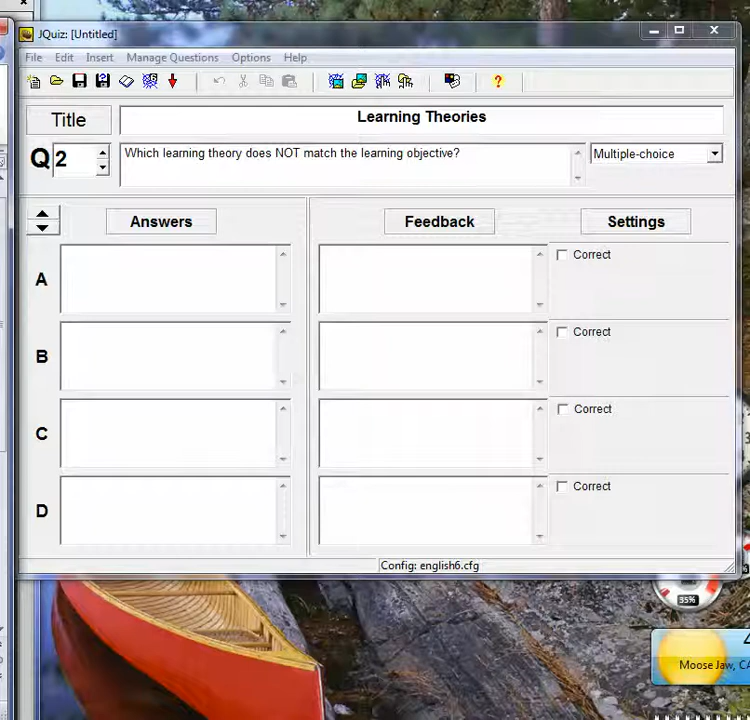 JQuiz: [Untitled]
File Edit Insert Manage Questions Options Help
Title
Learning Theories
Q 2
Which learning theory does NOT match the learning objective?
Multiple-choice
Answers Feedback Settings
A Correct
B Correct
C Correct
D Correct
Config: english6.cfg
35%
Moose Jaw, CA